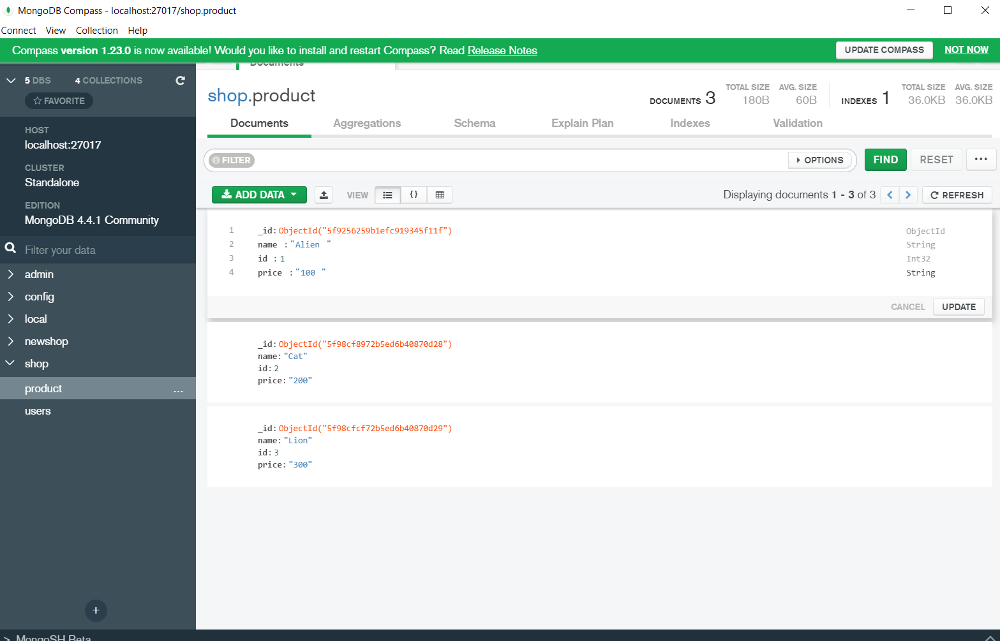 MongoDB Compass - localhost:27017/shop.product
Connect View Collection Help
Compass version 1.23.0 is now available! Would you like to install and restart Compass? Read Release Notes
UPDATE COMPASS
NOT NOW
Documents
5 DBS 4 COLLECTIONS
FAVORITE
HOST
localhost:27017
CLUSTER
Standalone
EDITION
MongoDB 4.4.1 Community
Filter your data
admin
config
local
newshop
shop
product ...
users
+
shop.product
DOCUMENTS 3
TOTAL SIZE 180B
AVG. SIZE 60B
INDEXES 1
TOTAL SIZE 36.0KB
AVG. SIZE 36.0KB
Documents Aggregations Schema Explain Plan Indexes Validation
FILTER
OPTIONS
FIND
RESET
...
ADD DATA
VIEW
{}
Displaying documents 1 - 3 of 3
REFRESH
1 _id: ObjectId("5f9256259b1efc919345f11f") ObjectId
2 name : "Alien " String
3 id : 1 Int32
4 price : "100 " String
CANCEL
UPDATE
_id: ObjectId("5f98cf8972b5ed6b40870d28")
name: "Cat"
id: 2
price: "200"
_id: ObjectId("5f98cfcf72b5ed6b40870d29")
name: "Lion"
id: 3
price: "300"
> MongoSH Beta